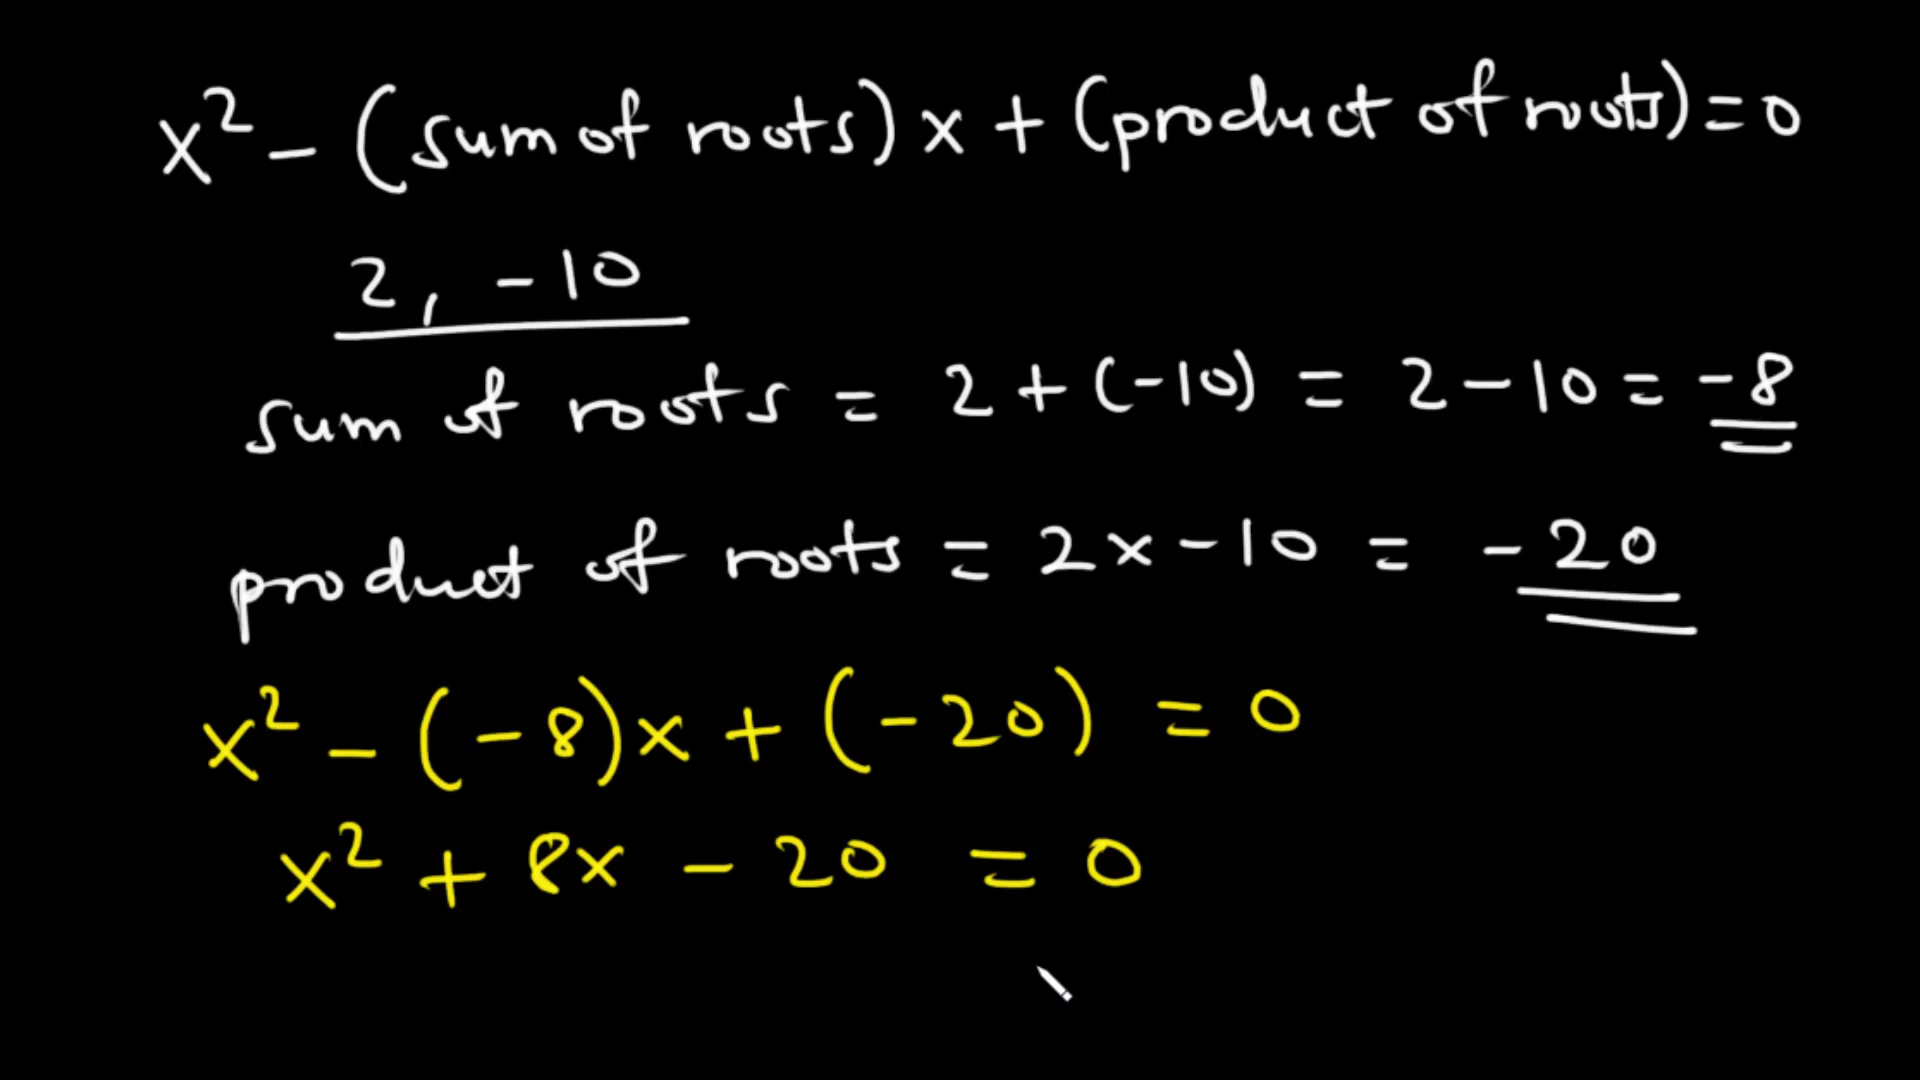 x² - (sum of roots) x + (product of roots) = 0
2, -10
sum of roots = 2 + (-10) = 2 - 10 = -8
product of roots = 2 x -10 = -20
x² - (-8)x + (-20) = 0
x² + 8x - 20 = 0